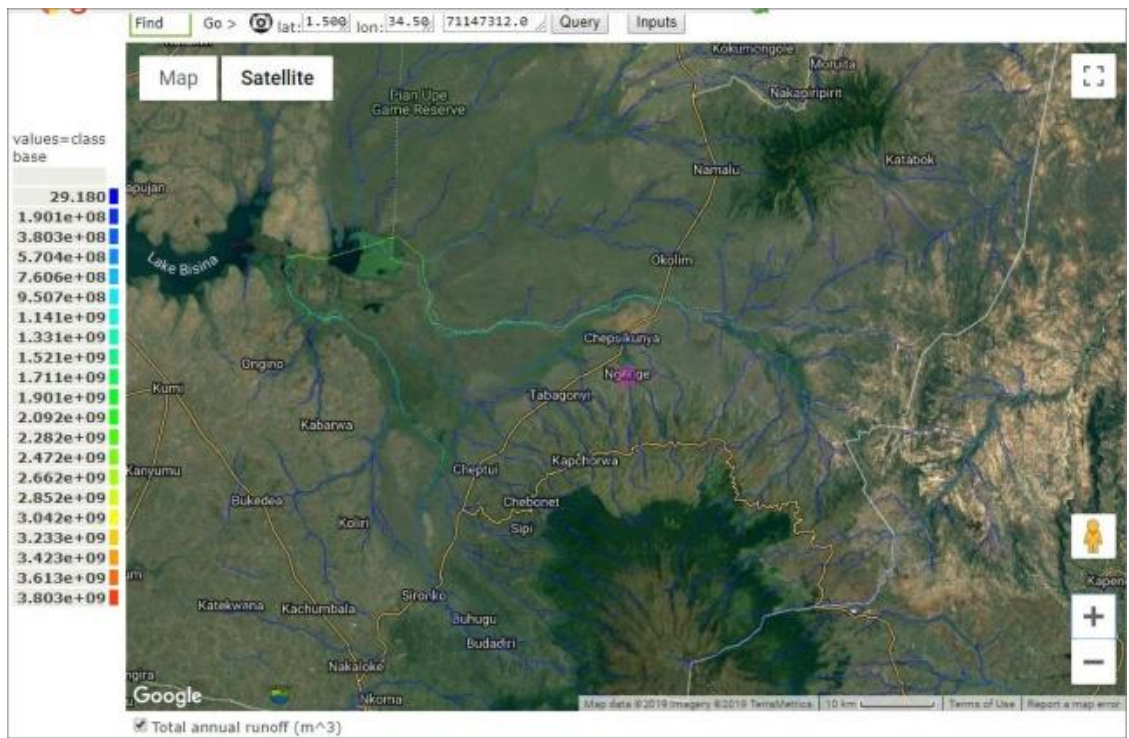 Find Go > lat: 1.500 lon: 34.50 71147312.0 Query Inputs
Map Satellite
values=class
base
29.180
1.901e+08
3.803e+08
5.704e+08
7.606e+08
9.507e+08
1.141e+09
1.331e+09
1.521e+09
1.711e+09
1.901e+09
2.092e+09
2.282e+09
2.472e+09
2.662e+09
2.852e+09
3.042e+09
3.233e+09
3.423e+09
3.613e+09
3.803e+09
Kokumongole
Moruita
Nakapiripirit
Pian Upe
Game Reserve
Katabok
Namalu
apujan
Lake Bisina
Okolim
Chepsikunya
Ongino
Ngenge
Kumi
Tabagonyi
Kabarwa
Kapchorwa
Kanyumu
Cheptui
Bukedea
Chebonet
Koliri
Sipi
um
Kapen
Sironko
Katekwana
Kachumbala
Buhugu
Budadiri
Nakaloke
ngira
Nkoma
Google
Map data ©2019 Imagery ©2019 TerraMetrics 10 km Terms of Use Report a map error
Total annual runoff (m^3)